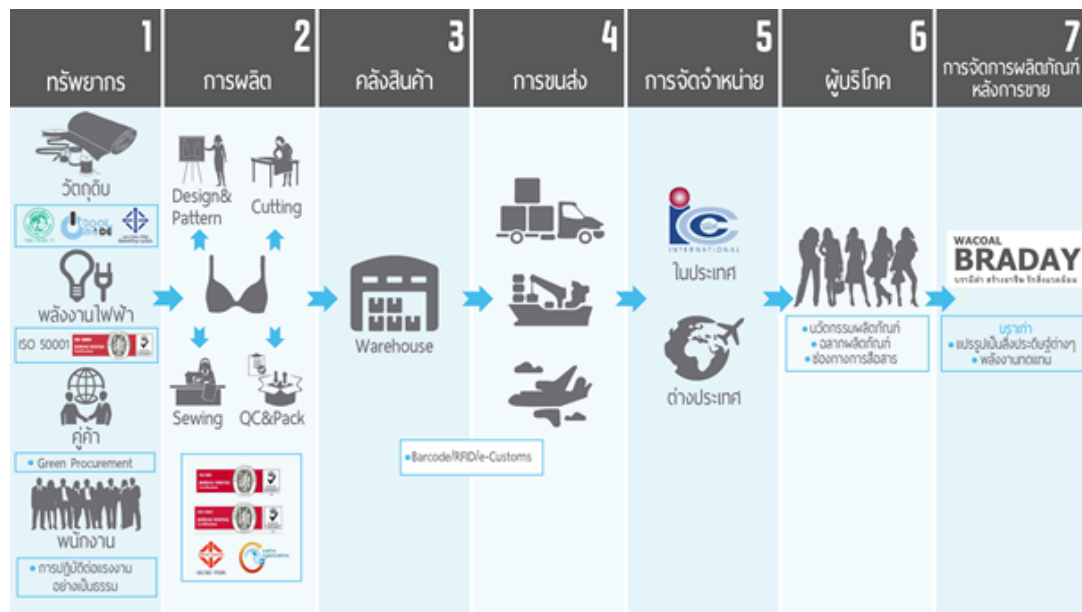 1
ทรัพยากร
วัตถุดิบ
พลังงานไฟฟ้า
ISO 50001
คู่ค้า
• Green Procurement
พนักงาน
• การปฏิบัติต่อแรงงาน
อย่างเป็นธรรม
2
การผลิต
Design&
Pattern
Cutting
Sewing
QC&Pack
3
คลังสินค้า
Warehouse
4
การขนส่ง
•Barcode/RFID/e-Customs
5
การจัดจำหน่าย
ICC
INTERNATIONAL
ในประเทศ
ต่างประเทศ
6
ผู้บริโภค
• นวัตกรรมผลิตภัณฑ์
• ฉลากผลิตภัณฑ์
• ช่องทางการสื่อสาร
7
การจัดการผลิตภัณฑ์
หลังการขาย
WACOAL
BRADAY
บราเก่า
• แปรรูปเป็นสิ่งประดิษฐ์ต่างๆ
• พลังงานทดแทน